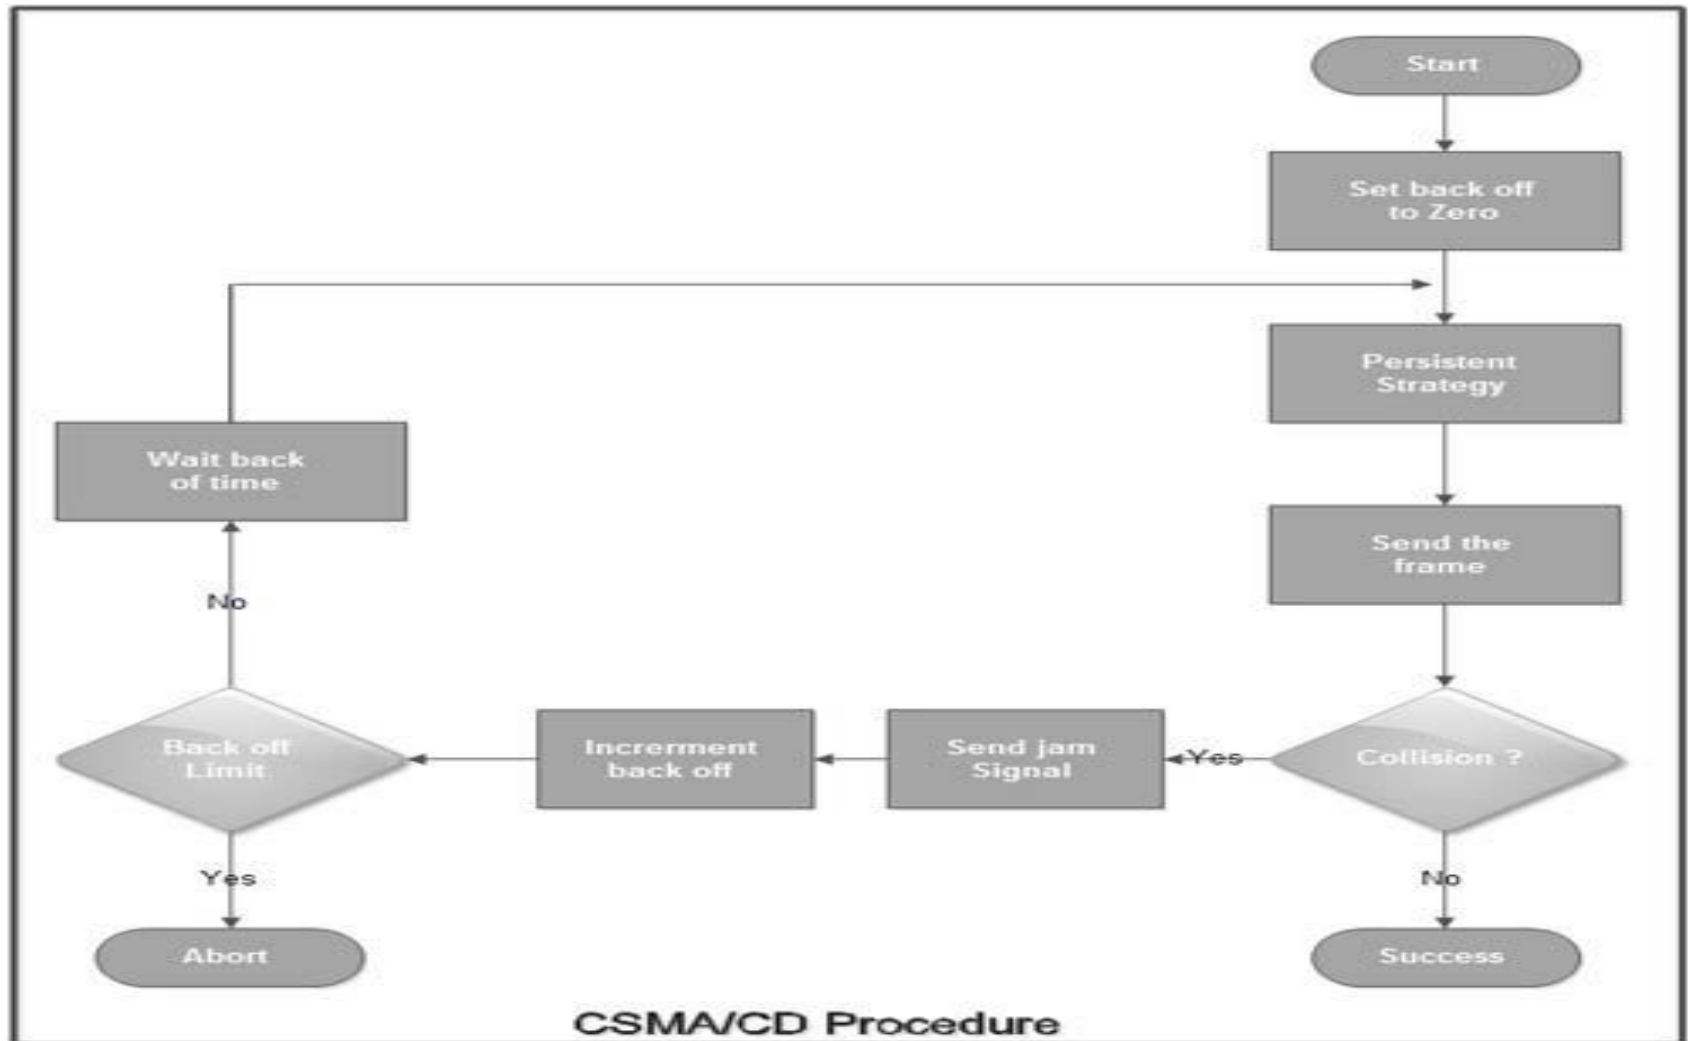 Start
Set back off
to Zero
Persistent
Strategy
Wait back
of time
Send the
frame
No
Back off
Limit
Increrment
back off
Send jam
Signal
Yes
Collision ?
Yes
No
Abort
Success
CSMA/CD Procedure